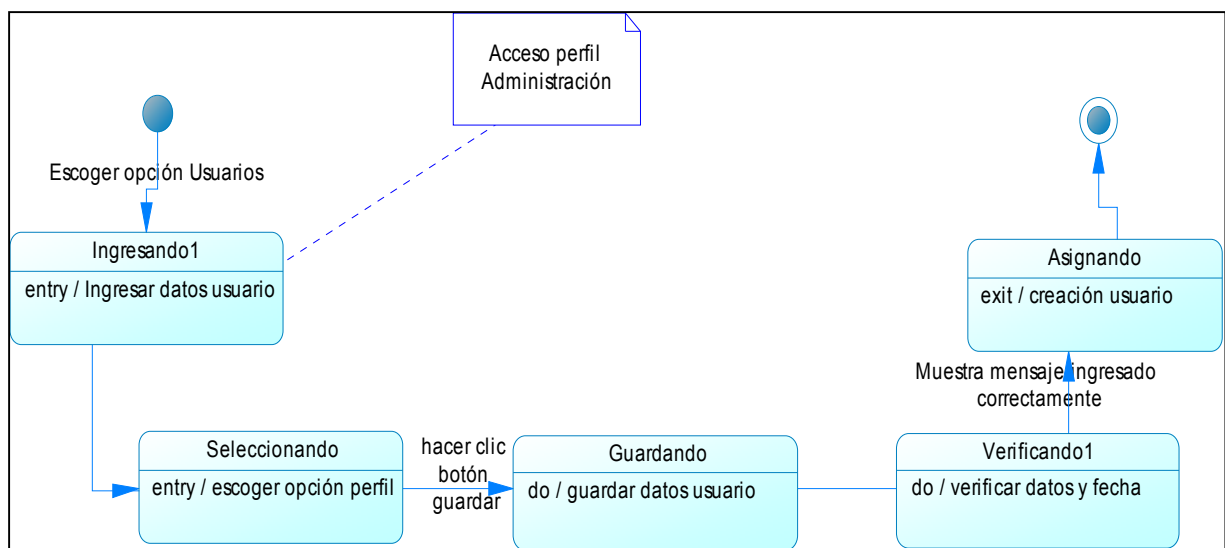 Acceso perfil
Administración
Escoger opción Usuarios
Ingresando1
entry / Ingresar datos usuario
Asignando
exit / creación usuario
Muestra mensaje ingresado
correctamente
Seleccionando
entry / escoger opción perfil
hacer clic
botón
guardar
Guardando
do / guardar datos usuario
Verificando1
do / verificar datos y fecha